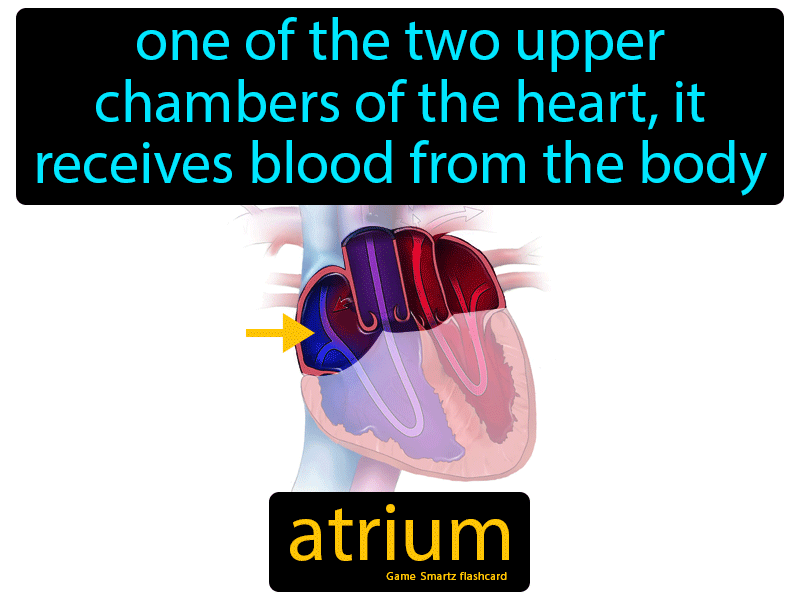 one of the two upper
chambers of the heart, it
receives blood from the body
atrium
Game Smartz flashcard